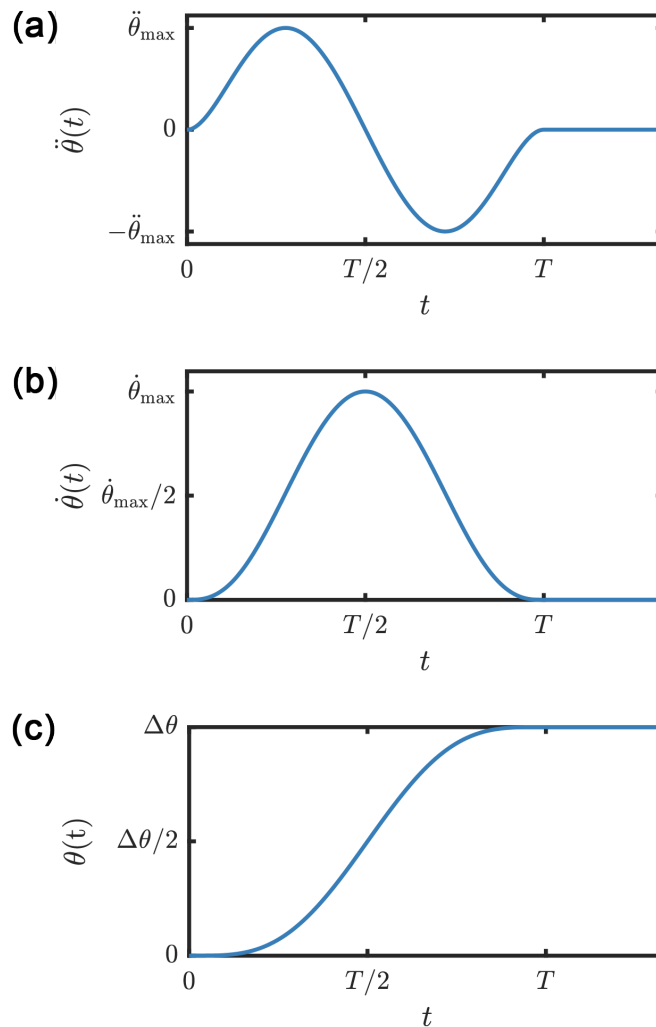 (a)
θ̈(t)
θ̈max
0
−θ̈max
0 T/2 T
t
(b)
θ̇(t)
θ̇max
θ̇max/2
0
0 T/2 T
t
(c)
θ(t)
Δθ
Δθ/2
0
0 T/2 T
t